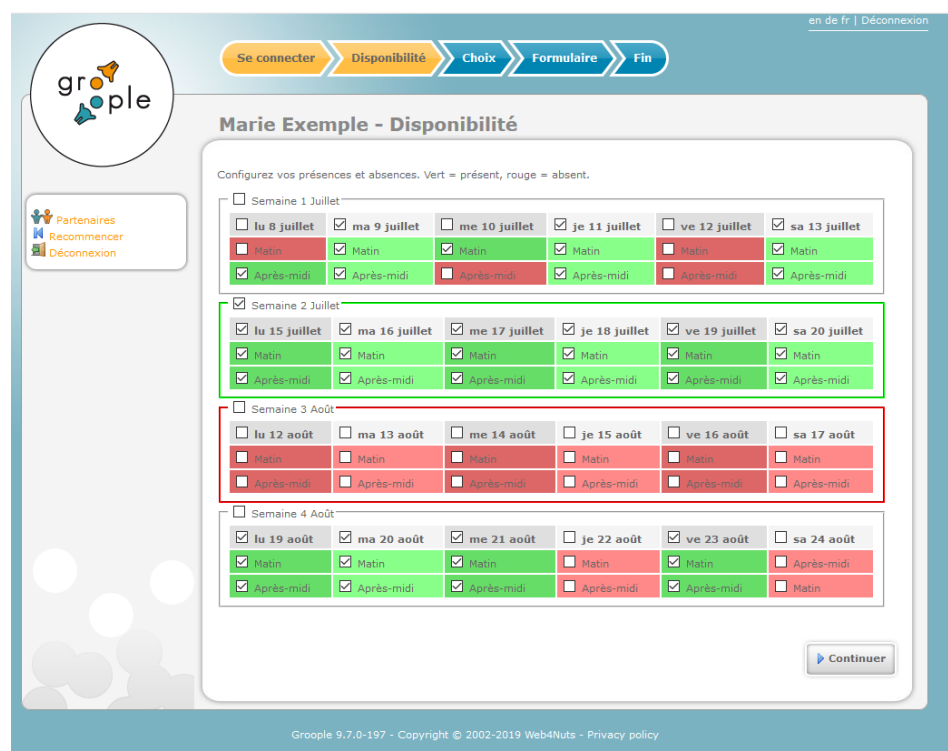 en de fr | Déconnexion
Se connecter Disponibilité Choix Formulaire Fin
groople
Marie Exemple - Disponibilité
Configurez vos présences et absences. Vert = présent, rouge = absent.
Partenaires
Recommencer
Déconnexion
Semaine 1 Juillet
lu 8 juillet ma 9 juillet me 10 juillet je 11 juillet ve 12 juillet sa 13 juillet
Matin Matin Matin Matin Matin Matin
Après-midi Après-midi Après-midi Après-midi Après-midi Après-midi
Semaine 2 Juillet
lu 15 juillet ma 16 juillet me 17 juillet je 18 juillet ve 19 juillet sa 20 juillet
Matin Matin Matin Matin Matin Matin
Après-midi Après-midi Après-midi Après-midi Après-midi Après-midi
Semaine 3 Août
lu 12 août ma 13 août me 14 août je 15 août ve 16 août sa 17 août
Matin Matin Matin Matin Matin Matin
Après-midi Après-midi Après-midi Après-midi Après-midi Après-midi
Semaine 4 Août
lu 19 août ma 20 août me 21 août je 22 août ve 23 août sa 24 août
Matin Matin Matin Matin Matin Après-midi
Après-midi Après-midi Après-midi Après-midi Après-midi Matin
Continuer
Groople 9.7.0-197 - Copyright © 2002-2019 Web4Nuts - Privacy policy